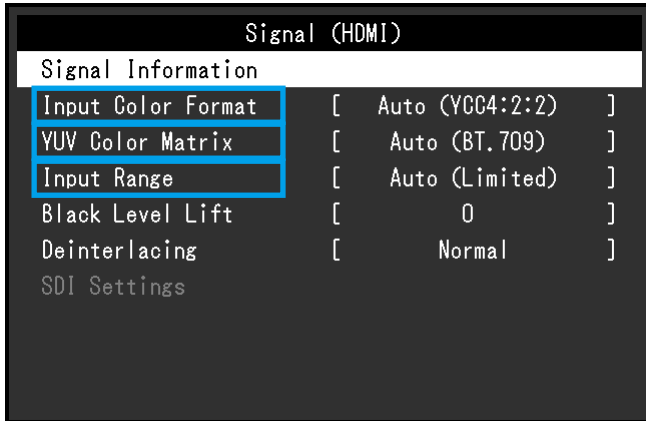 Signal (HDMI)
Signal Information
Input Color Format [ Auto (YCC4:2:2) ]
YUV Color Matrix [ Auto (BT.709) ]
Input Range [ Auto (Limited) ]
Black Level Lift [ 0 ]
Deinterlacing [ Normal ]
SDI Settings